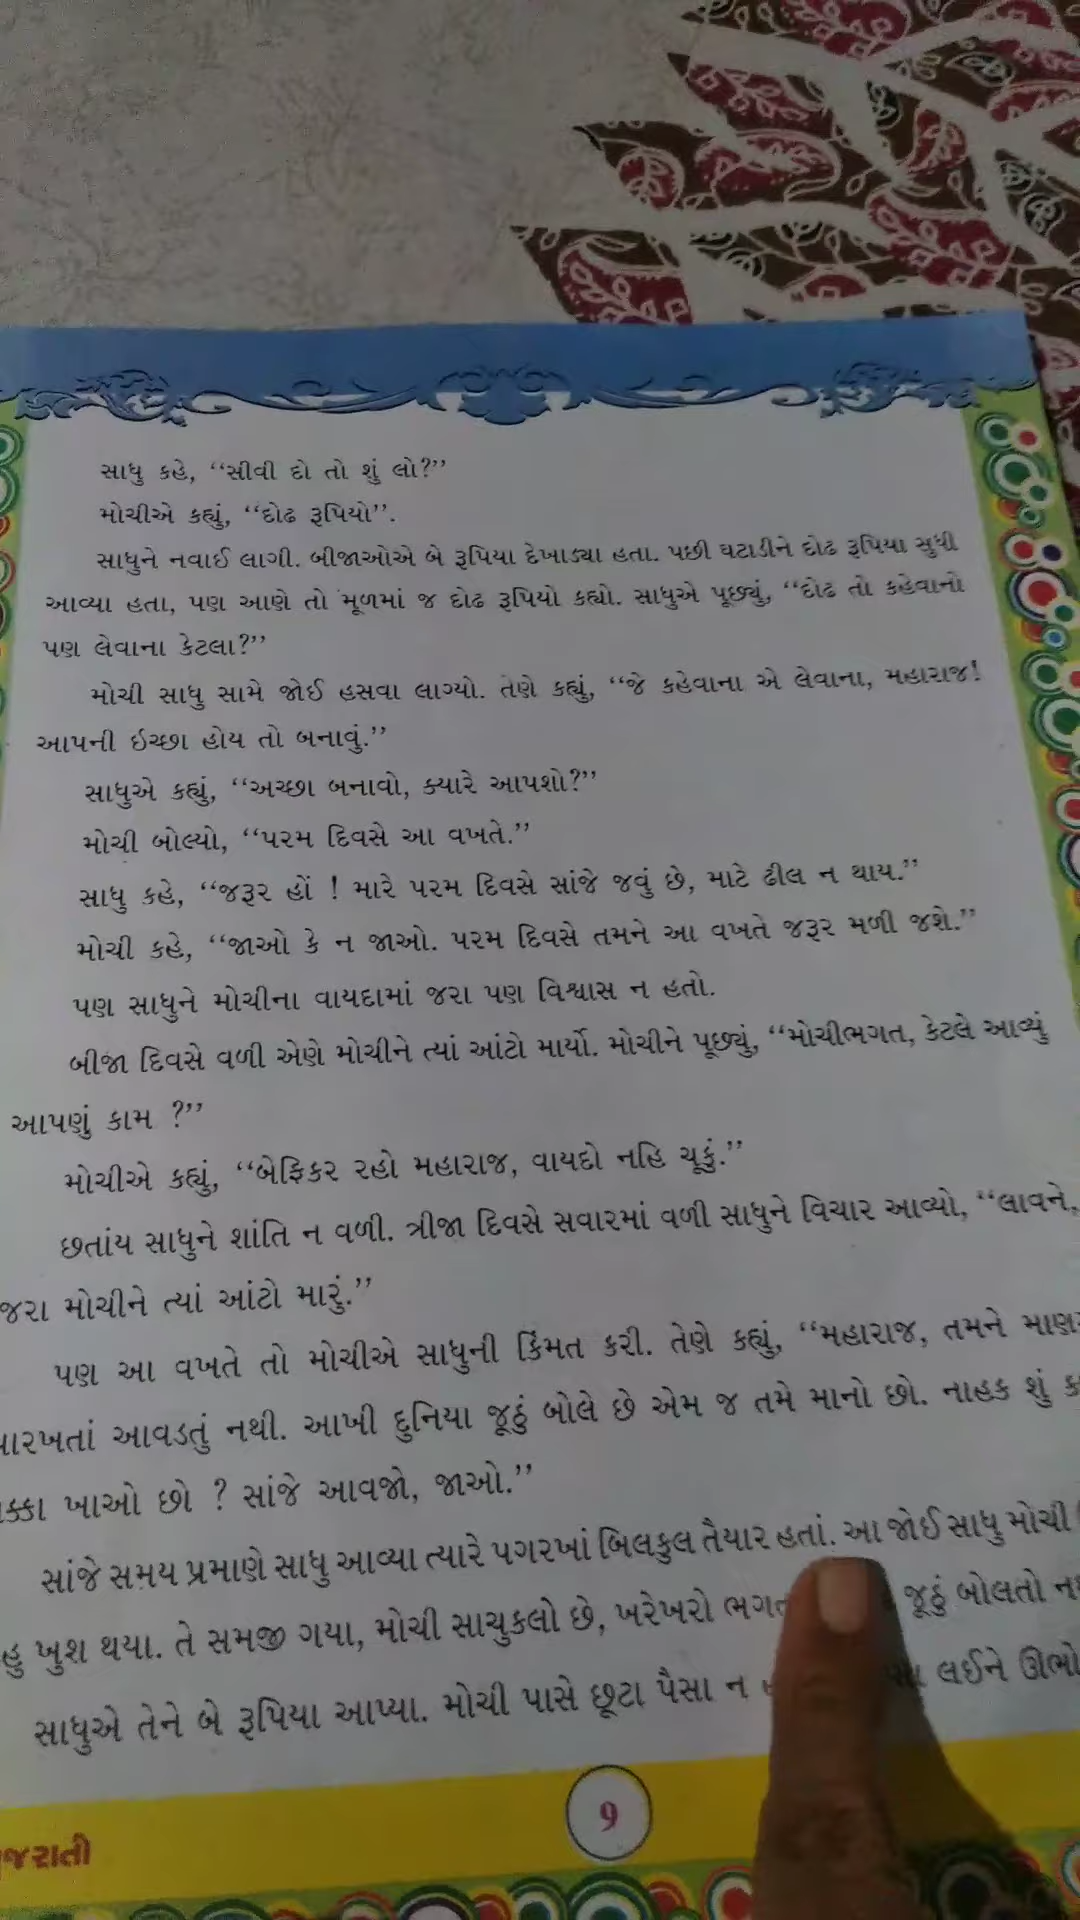 સાધુ કહે, “સીવી દો તો શું લો?”
મોચીએ કહ્યું, “દોઢ રૂપિયો”.
સાધુને નવાઈ લાગી. બીજાઓએ બે રૂપિયા દેખાડ્યા હતા. પછી ઘટાડીને દોઢ રૂપિયા સુધી
આવ્યા હતા, પણ આણે તો મૂળમાં જ દોઢ રૂપિયો કહ્યો. સાધુએ પૂછ્યું, “દોઢ તો કહેવાનો
પણ લેવાના કેટલા?”
મોચી સાધુ સામે જોઈ હસવા લાગ્યો. તેણે કહ્યું, “જે કહેવાના એ લેવાના, મહારાજ!
આપની ઈચ્છા હોય તો બનાવું.”
સાધુએ કહ્યું, “અચ્છા બનાવો, ક્યારે આપશો?”
મોચી બોલ્યો, “પરમ દિવસે આ વખતે.”
સાધુ કહે, “જરૂર હોં ! મારે પરમ દિવસે સાંજે જવું છે, માટે ઢીલ ન થાય.”
મોચી કહે, “જાઓ કે ન જાઓ. પરમ દિવસે તમને આ વખતે જરૂર મળી જશે.”
પણ સાધુને મોચીના વાયદામાં જરા પણ વિશ્વાસ ન હતો.
બીજા દિવસે વળી એણે મોચીને ત્યાં આંટો માર્યો. મોચીને પૂછ્યું, “મોચીભગત, કેટલે આવ્યું
આપણું કામ ?”
મોચીએ કહ્યું, “બેફિકર રહો મહારાજ, વાયદો નહિ ચૂકું.”
છતાંય સાધુને શાંતિ ન વળી. ત્રીજા દિવસે સવારમાં વળી સાધુને વિચાર આવ્યો, “લાવને,
જરા મોચીને ત્યાં આંટો મારું.”
પણ આ વખતે તો મોચીએ સાધુની કિંમત કરી. તેણે કહ્યું, “મહારાજ, તમને
આવડતું નથી. આખી દુનિયા જૂઠું બોલે છે એમ જ તમે માનો છો. નાહક શું
ખાઓ છો ? સાંજે આવજો, જાઓ.”
સાંજે સમય પ્રમાણે સાધુ આવ્યા ત્યારે પગરખાં બિલકુલ તૈયાર હતાં. આ જોઈ સાધુ મોચી
ખુશ થયા. તે સમજી ગયા, મોચી સાચુકલો છે, ખરેખરો જૂઠું બોલતો
સાધુએ તેને બે રૂપિયા આપ્યા. મોચી પાસે છૂટા પૈસા ન લઈને ઊભો
9